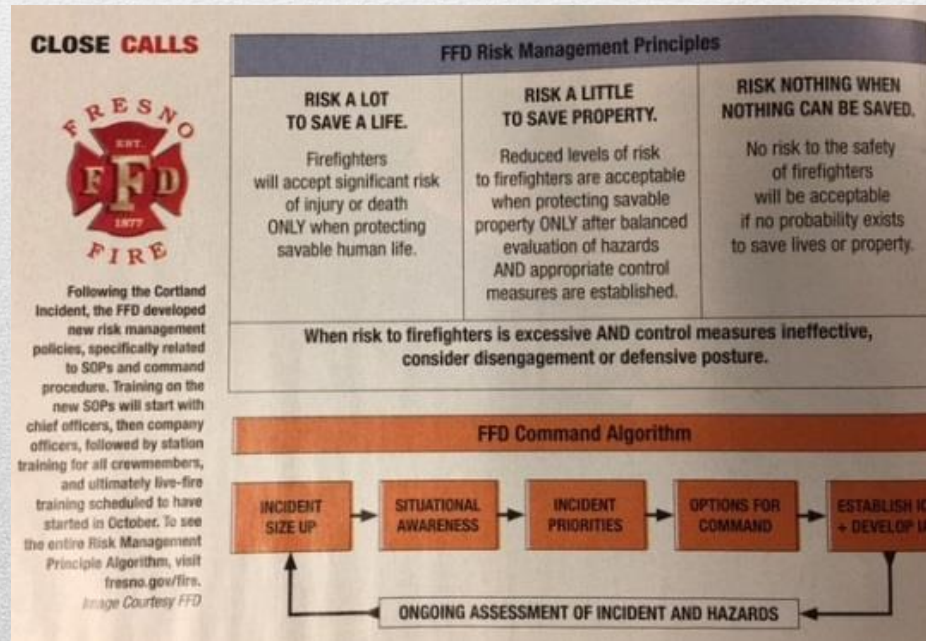 CLOSE CALLS
FRESNO
EST.
FFD
1877
FIRE
Following the Cortland
Incident, the FFD developed
new risk management
policies, specifically related
to SOPs and command
procedure. Training on the
new SOPs will start with
chief officers, then company
officers, followed by station
training for all crewmembers,
and ultimately live-fire
training scheduled to have
started in October. To see
the entire Risk Management
Principle Algorithm, visit
fresno.gov/fire.
Image Courtesy FFD
FFD Risk Management Principles
RISK A LOT
TO SAVE A LIFE.
Firefighters
will accept significant risk
of injury or death
ONLY when protecting
savable human life.
RISK A LITTLE
TO SAVE PROPERTY.
Reduced levels of risk
to firefighters are acceptable
when protecting savable
property ONLY after balanced
evaluation of hazards
AND appropriate control
measures are established.
RISK NOTHING WHEN
NOTHING CAN BE SAVED.
No risk to the safety
of firefighters
will be acceptable
if no probability exists
to save lives or property.
When risk to firefighters is excessive AND control measures ineffective,
consider disengagement or defensive posture.
FFD Command Algorithm
INCIDENT
SIZE UP
SITUATIONAL
AWARENESS
INCIDENT
PRIORITIES
OPTIONS FOR
COMMAND
ESTABLISH
+ DEVELOP
ONGOING ASSESSMENT OF INCIDENT AND HAZARDS